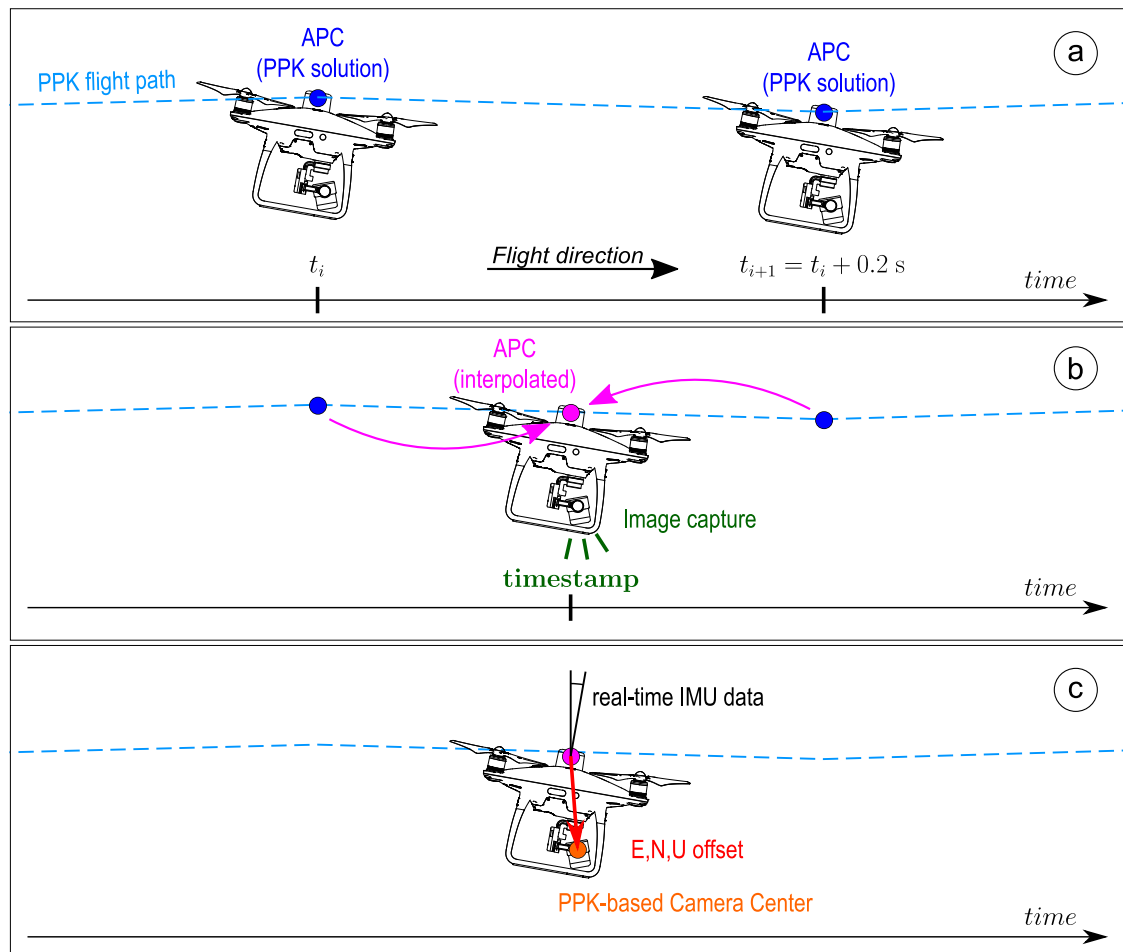 APC
(PPK solution)
APC
(PPK solution)
a
PPK flight path
Flight direction
t_i
t_{i+1} = t_i + 0.2 s
time
b
APC
(interpolated)
Image capture
timestamp
time
c
real-time IMU data
E,N,U offset
PPK-based Camera Center
time